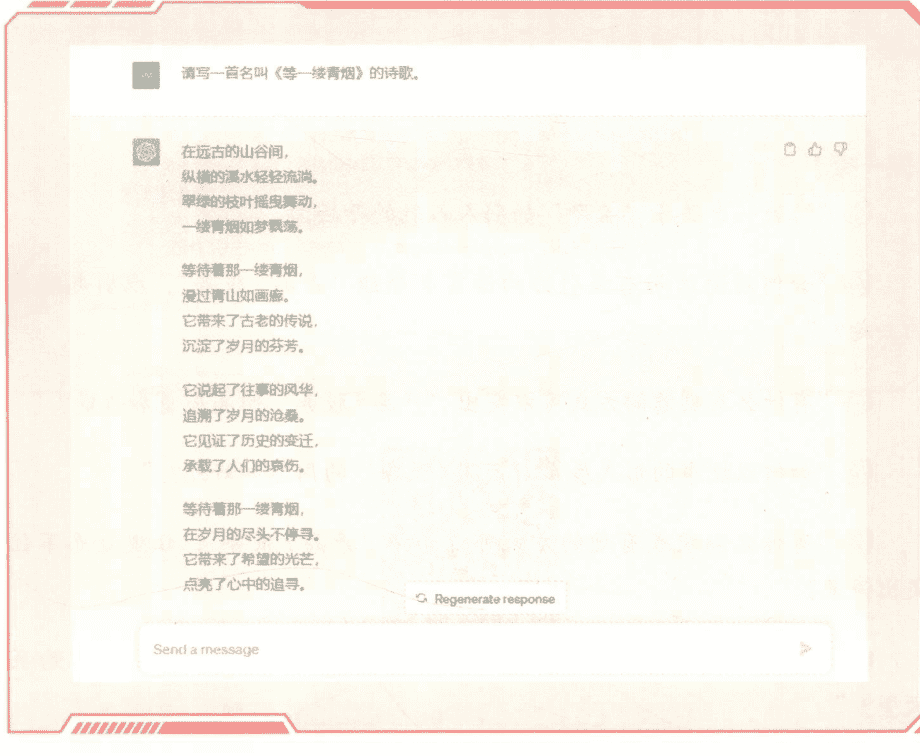 请写一首名叫《等一缕青烟》的诗歌。
在远古的山谷间，
纵横的溪水轻轻流淌。
翠绿的枝叶摇曳舞动，
一缕青烟如梦飘荡。
等待着那一缕青烟，
漫过青山如画廊。
它带来了古老的传说，
沉淀了岁月的芬芳。
它说起了往事的风华，
追溯了岁月的沧桑。
它见证了历史的变迁，
承载了人们的哀伤。
等待着那一缕青烟，
在岁月的尽头不停寻。
它带来了希望的光芒，
点亮了心中的追寻。
Regenerate response
Send a message